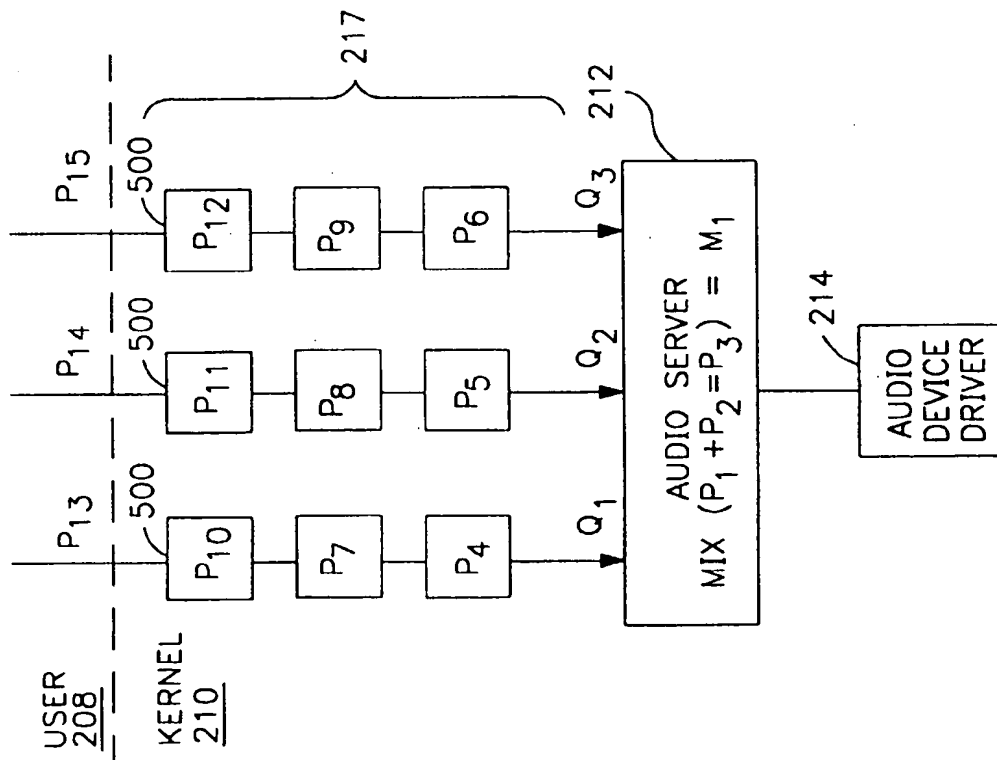 USER
208
KERNEL
210
P13 P14 P15
500 500 500
P10 P11 P12
P7 P8 P9
P4 P5 P6
217
Q1 Q2 Q3
212
AUDIO SERVER
MIX (P1 +P2 =P3) = M1
214
AUDIO
DEVICE
DRIVER